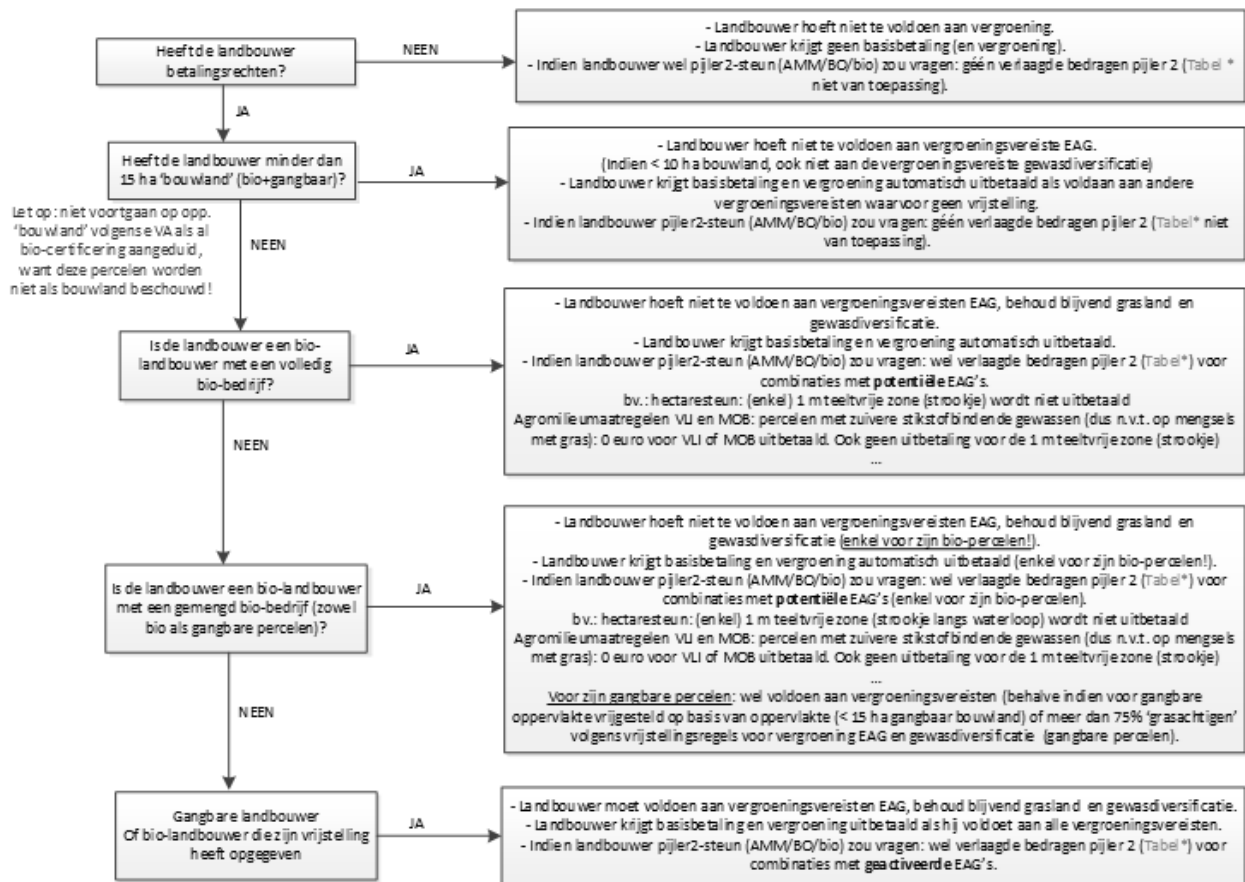 Heeft de landbouwer
betalingsrechten?
NEEN
- Landbouwer hoeft niet te voldoen aan vergroening.
- Landbouwer krijgt geen basisbetaling (en vergroening).
- Indien landbouwer wel pijler2-steun (AMM/BO/bio) zou vragen: géén verlaagde bedragen pijler 2 (Tabel *
niet van toepassing).
JA
Heeft de landbouwer minder dan
15 ha 'bouwland' (bio+gangbaar)?
JA
- Landbouwer hoeft niet te voldoen aan vergroeningsvereiste EAG.
(Indien < 10 ha bouwland, ook niet aan de vergroeningsvereiste gewasdiversificatie)
- Landbouwer krijgt basisbetaling en vergroening automatisch uitbetaald als voldaan aan andere
vergroeningsvereisten waarvoor geen vrijstelling.
- Indien landbouwer pijler2-steun (AMM/BO/bio) zou vragen: géén verlaagde bedragen pijler 2 (Tabel* niet
van toepassing).
Let op: niet voortgaan op opp.
'bouwland' volgens eVA als al
bio-certificering aangeduid,
want deze percelen worden
niet als bouwland beschouwd!
NEEN
Is de landbouwer een bio-
landbouwer met een volledig
bio-bedrijf?
JA
- Landbouwer hoeft niet te voldoen aan vergroeningsvereisten EAG, behoud blijvend grasland en
gewasdiversificatie.
- Landbouwer krijgt basisbetaling en vergroening automatisch uitbetaald.
- Indien landbouwer pijler2-steun (AMM/BO/bio) zou vragen: wel verlaagde bedragen pijler 2 (Tabel*) voor
combinaties met potentiële EAG's.
bv.: hectaresteun: (enkel) 1 m teeltvrije zone (strookje) wordt niet uitbetaald
Agromilieumaatregelen VLI en MOB: percelen met zuivere stikstofbindende gewassen (dus n.v.t. op mengsels
met gras): 0 euro voor VLI of MOB uitbetaald. Ook geen uitbetaling voor de 1 m teeltvrije zone (strookje)
...
NEEN
Is de landbouwer een bio-landbouwer
met een gemengd bio-bedrijf (zowel
bio als gangbare percelen)?
JA
- Landbouwer hoeft niet te voldoen aan vergroeningsvereisten EAG, behoud blijvend grasland en
gewasdiversificatie (enkel voor zijn bio-percelen!).
- Landbouwer krijgt basisbetaling en vergroening automatisch uitbetaald (enkel voor zijn bio-percelen!).
- Indien landbouwer pijler2-steun (AMM/BO/bio) zou vragen: wel verlaagde bedragen pijler 2 (Tabel*) voor
combinaties met potentiële EAG's (enkel voor zijn bio-percelen).
bv.: hectaresteun: (enkel) 1 m teeltvrije zone (strookje langs waterloop) wordt niet uitbetaald
Agromilieumaatregelen VLI en MOB: percelen met zuivere stikstofbindende gewassen (dus n.v.t. op mengsels
met gras): 0 euro voor VLI of MOB uitbetaald. Ook geen uitbetaling voor de 1 m teeltvrije zone (strookje)
...
Voor zijn gangbare percelen: wel voldoen aan vergroeningsvereisten (behalve indien voor gangbare
oppervlakte vrijgesteld op basis van oppervlakte (< 15 ha gangbaar bouwland) of meer dan 75% 'grasachtigen'
volgens vrijstellingsregels voor vergroening EAG en gewasdiversificatie (gangbare percelen).
NEEN
Gangbare landbouwer
Of bio-landbouwer die zijn vrijstelling
heeft opgegeven
JA
- Landbouwer moet voldoen aan vergroeningsvereisten EAG, behoud blijvend grasland en gewasdiversificatie.
- Landbouwer krijgt basisbetaling en vergroening uitbetaald als hij voldoet aan alle vergroeningsvereisten.
- Indien landbouwer pijler2-steun (AMM/BO/bio) zou vragen: wel verlaagde bedragen pijler 2 (Tabel*) voor
combinaties met geactiveerde EAG's.